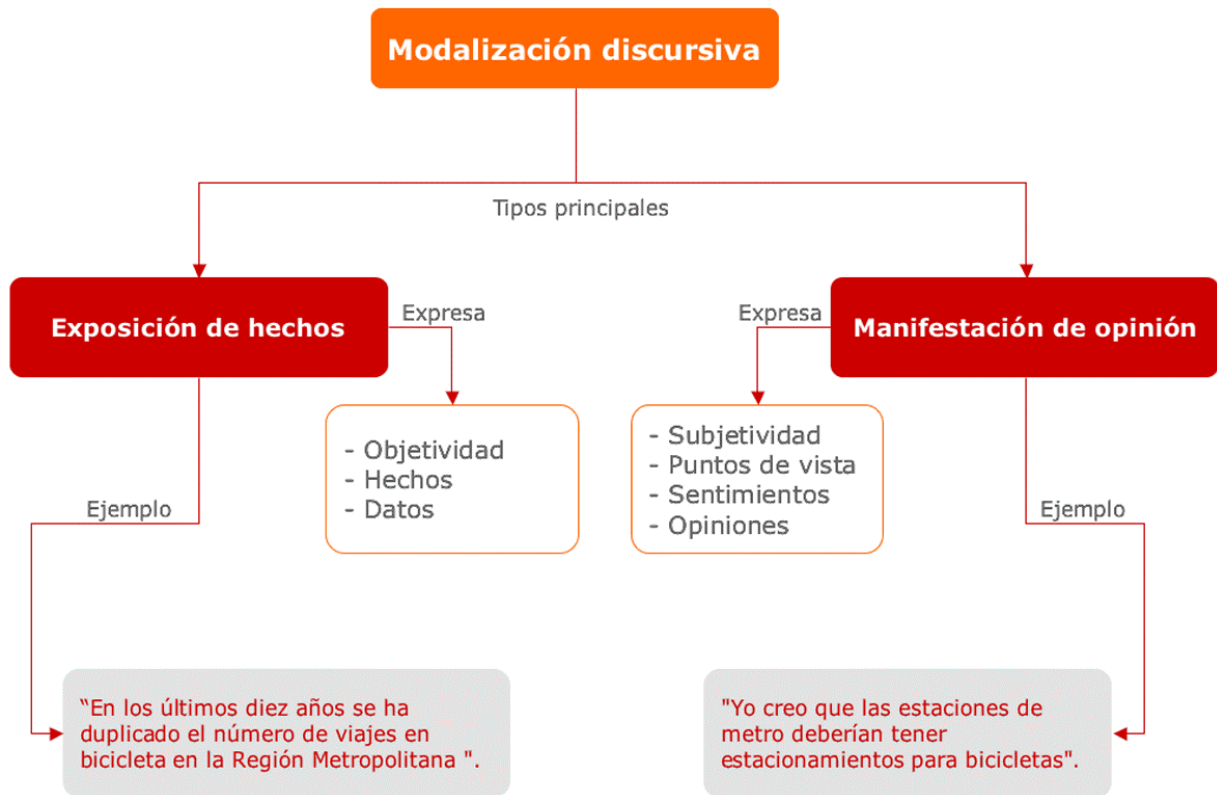 Modalización discursiva
Tipos principales
Exposición de hechos
Expresa
- Objetividad
- Hechos
- Datos
Ejemplo
“En los últimos diez años se ha
duplicado el número de viajes en
bicicleta en la Región Metropolitana ".
Manifestación de opinión
Expresa
- Subjetividad
- Puntos de vista
- Sentimientos
- Opiniones
Ejemplo
"Yo creo que las estaciones de
metro deberían tener
estacionamientos para bicicletas".